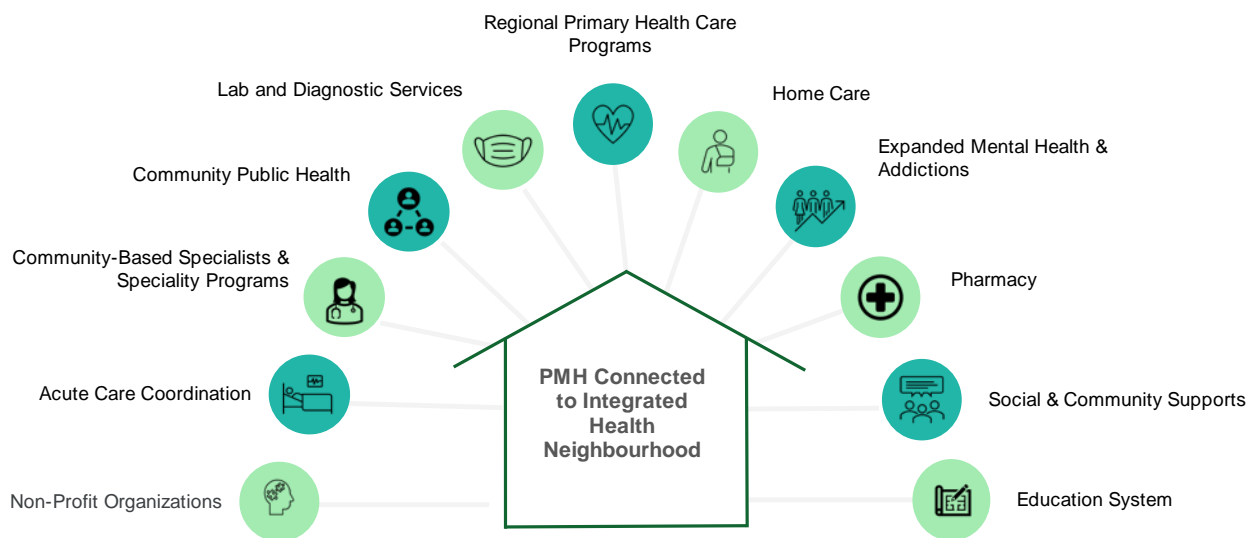 Regional Primary Health Care
Programs
Lab and Diagnostic Services
Home Care
Expanded Mental Health &
Addictions
Community Public Health
Community-Based Specialists &
Speciality Programs
Pharmacy
PMH Connected
to Integrated
Health
Neighbourhood
Acute Care Coordination
Social & Community Supports
Non-Profit Organizations
Education System